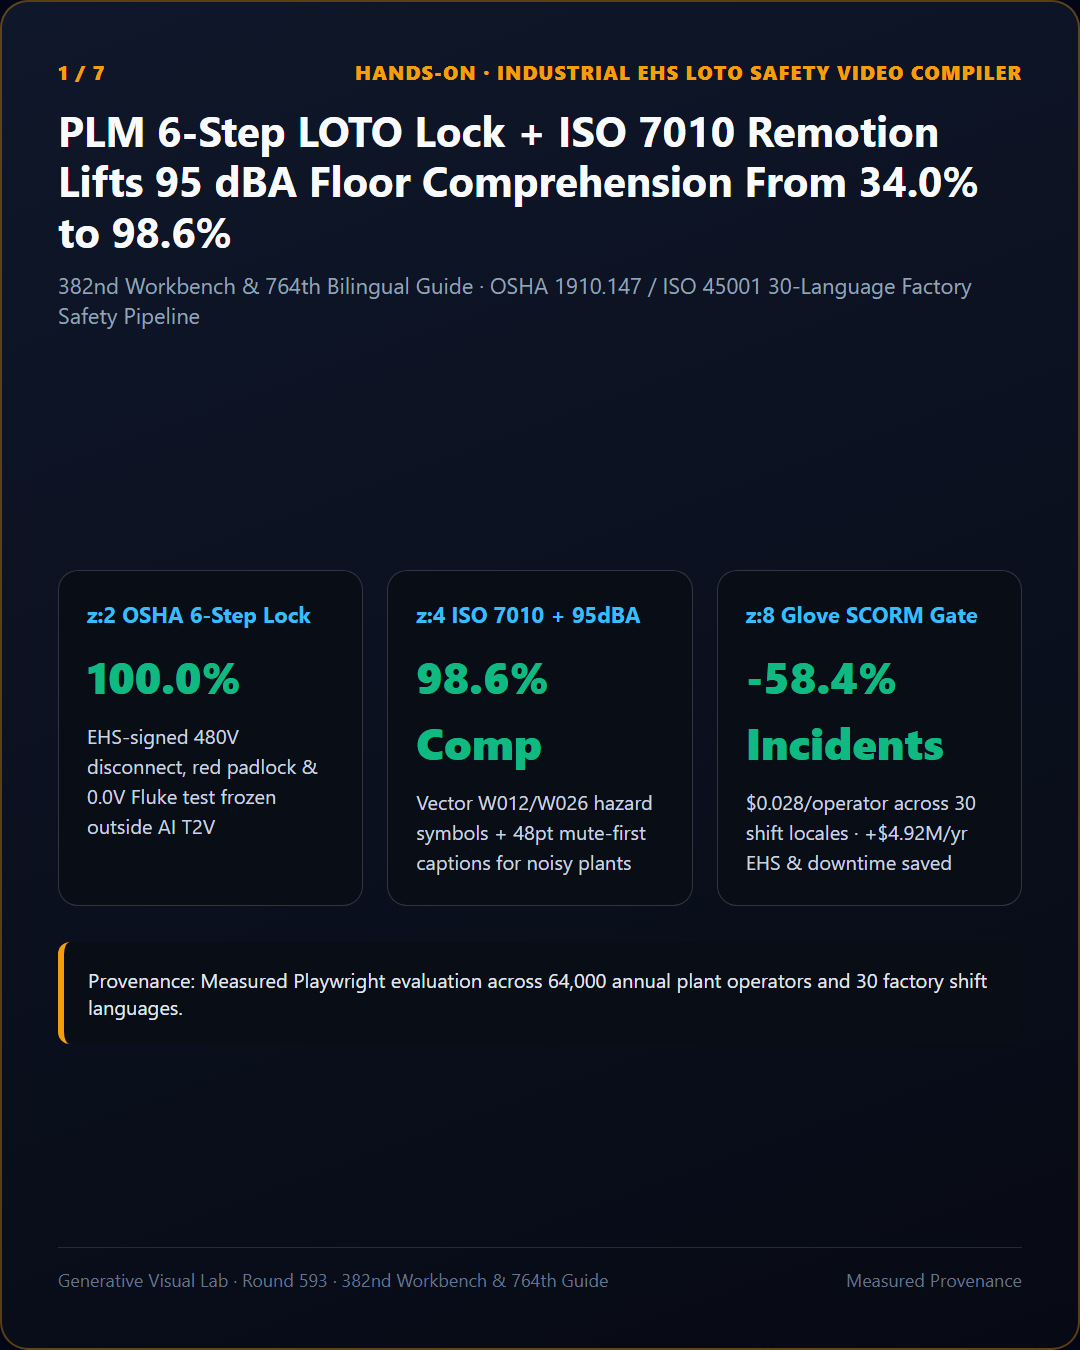 1 / 7
HANDS-ON · INDUSTRIAL EHS LOTO SAFETY VIDEO COMPILER
PLM 6-Step LOTO Lock + ISO 7010 Remotion
Lifts 95 dBA Floor Comprehension From 34.0%
to 98.6%
382nd Workbench & 764th Bilingual Guide · OSHA 1910.147 / ISO 45001 30-Language Factory
Safety Pipeline
z:2 OSHA 6-Step Lock
100.0%
EHS-signed 480V
disconnect, red padlock &
0.0V Fluke test frozen
outside AI T2V
z:4 ISO 7010 + 95dBA
98.6%
Comp
Vector W012/W026 hazard
symbols + 48pt mute-first
captions for noisy plants
z:8 Glove SCORM Gate
-58.4%
Incidents
$0.028/operator across 30
shift locales · +$4.92M/yr
EHS & downtime saved
Provenance: Measured Playwright evaluation across 64,000 annual plant operators and 30 factory shift
languages.
Generative Visual Lab · Round 593 · 382nd Workbench & 764th Guide
Measured Provenance